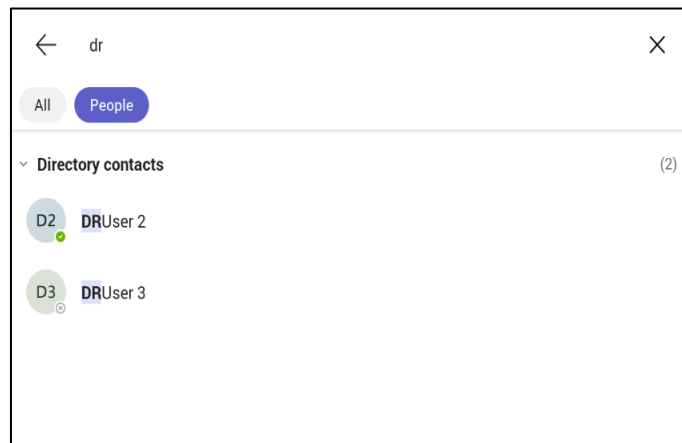 dr
All People
Directory contacts (2)
D2 DRUser 2
D3 DRUser 3